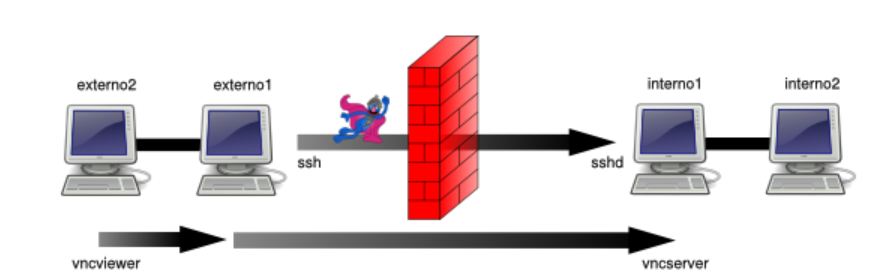 externo2
externo1
interno1
interno2
ssh
sshd
vncviewer
vncserver